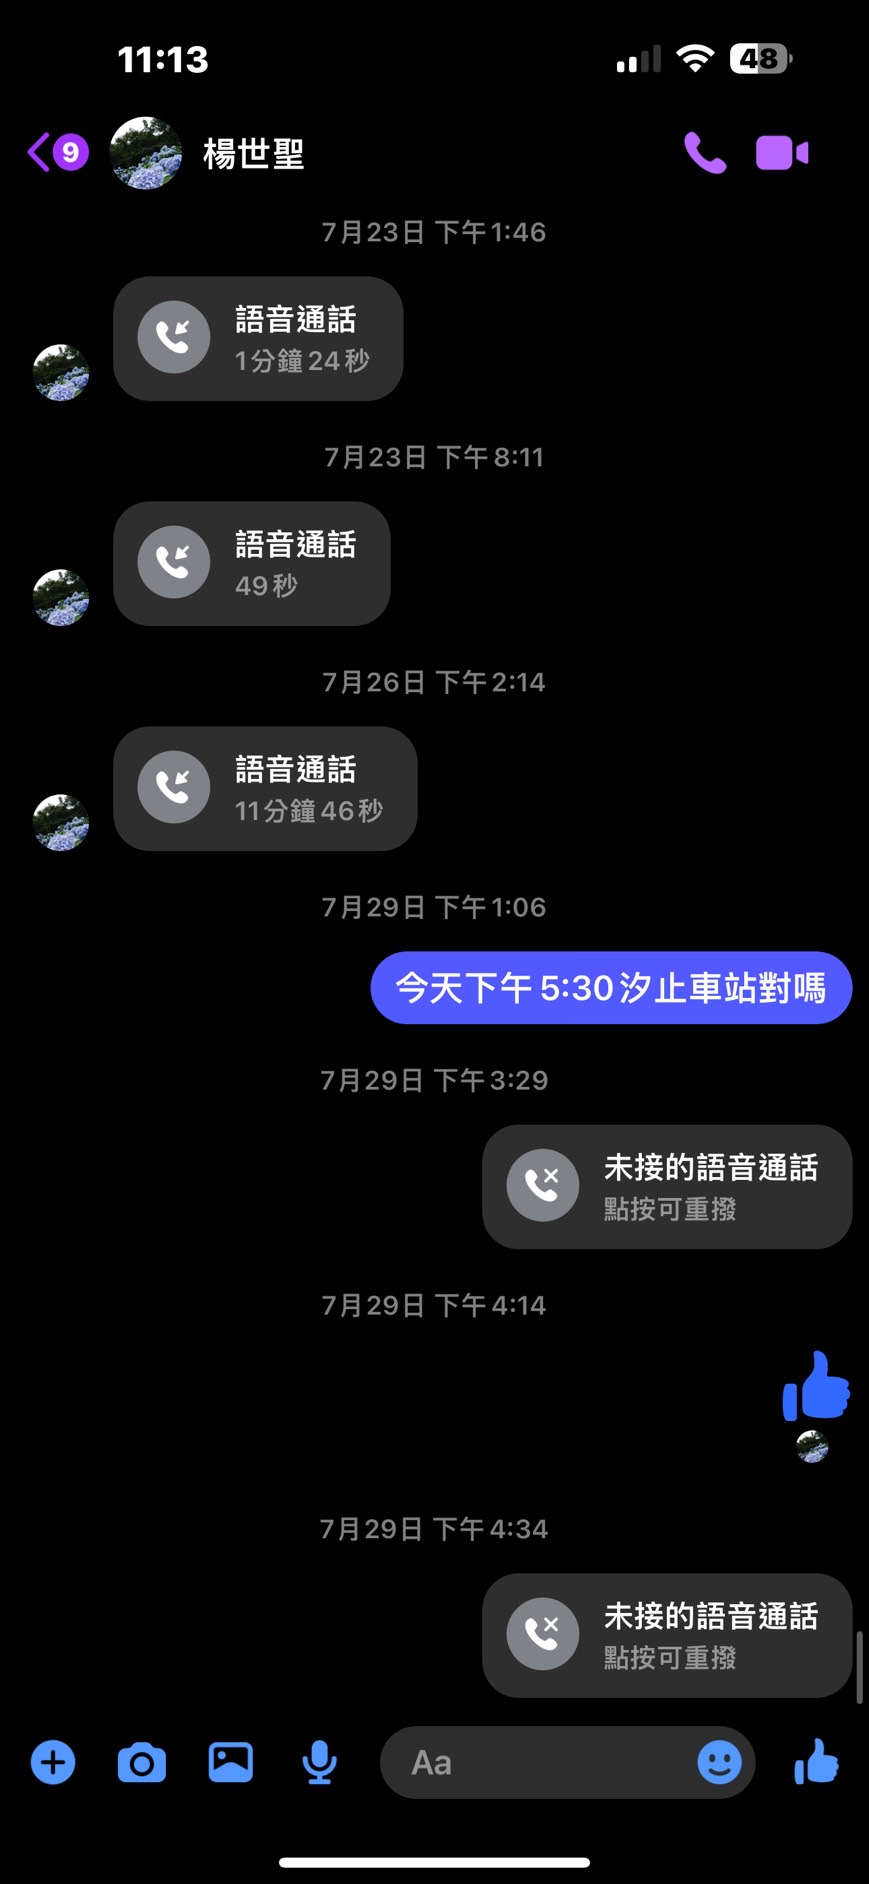 11:13
48
9
楊世聖
7月23日 下午1:46
語音通話
1分鐘24秒
7月23日 下午8:11
語音通話
49秒
7月26日 下午2:14
語音通話
11分鐘46秒
7月29日 下午1:06
今天下午5:30汐止車站對嗎
7月29日 下午3:29
未接的語音通話
點按可重撥
7月29日 下午4:14
7月29日 下午4:34
未接的語音通話
點按可重撥
Aa